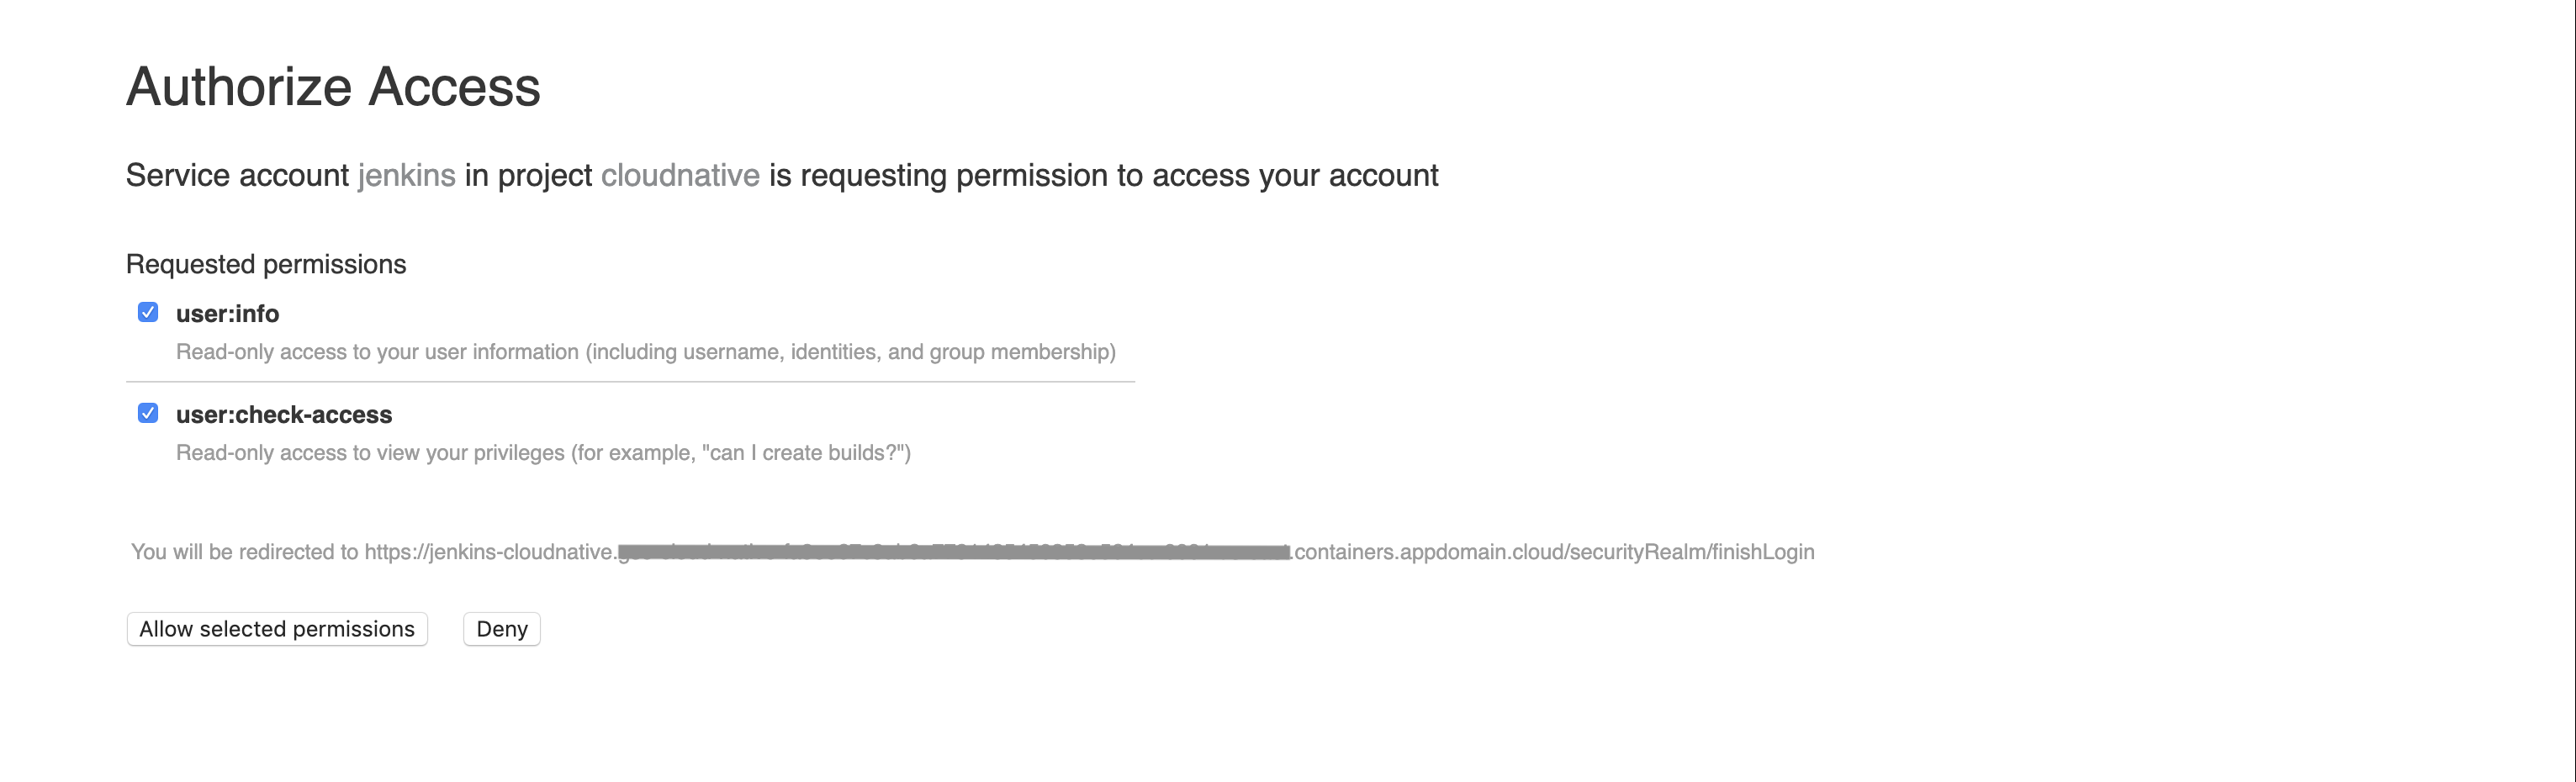 Authorize Access
Service account jenkins in project cloudnative is requesting permission to access your account
Requested permissions
user:info
Read-only access to your user information (including username, identities, and group membership)
user:check-access
Read-only access to view your privileges (for example, "can I create builds?")
You will be redirected to https://jenkins-cloudnative. .containers.appdomain.cloud/securityRealm/finishLogin
Allow selected permissions Deny